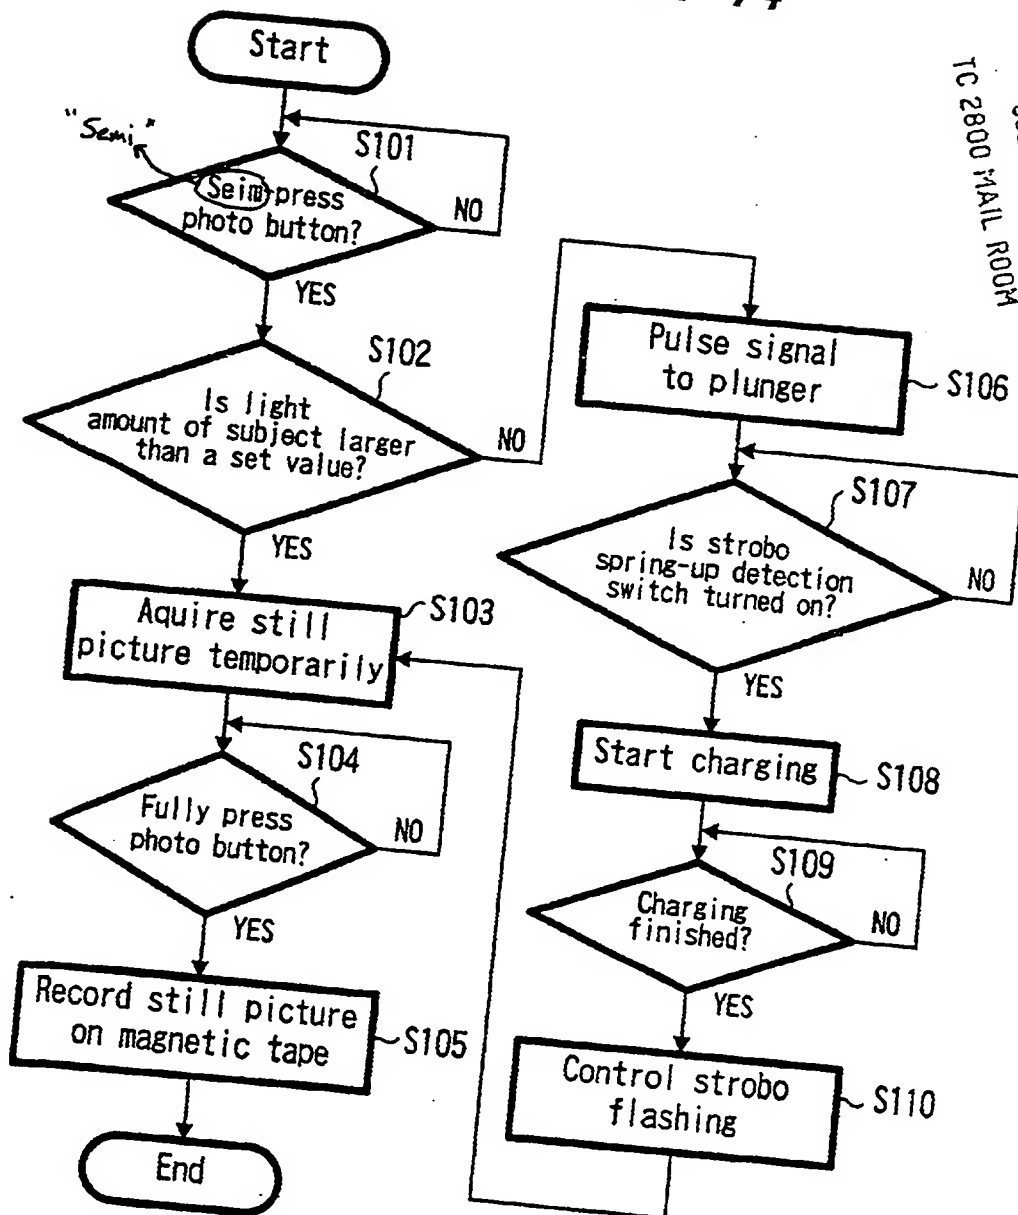 Start
"Semi"
S101
Seim-press
photo button?
NO
YES
S102
Is light
amount of subject larger
than a set value?
NO
YES
Aquire still
picture temporarily
S103
S104
Fully press
photo button?
NO
YES
Record still picture
on magnetic tape
S105
End
Pulse signal
to plunger
S106
S107
Is strobo
spring-up detection
switch turned on?
NO
YES
Start charging
S108
S109
Charging
finished?
NO
YES
Control strobo
flashing
S110
TC 2800 MAIL ROOM